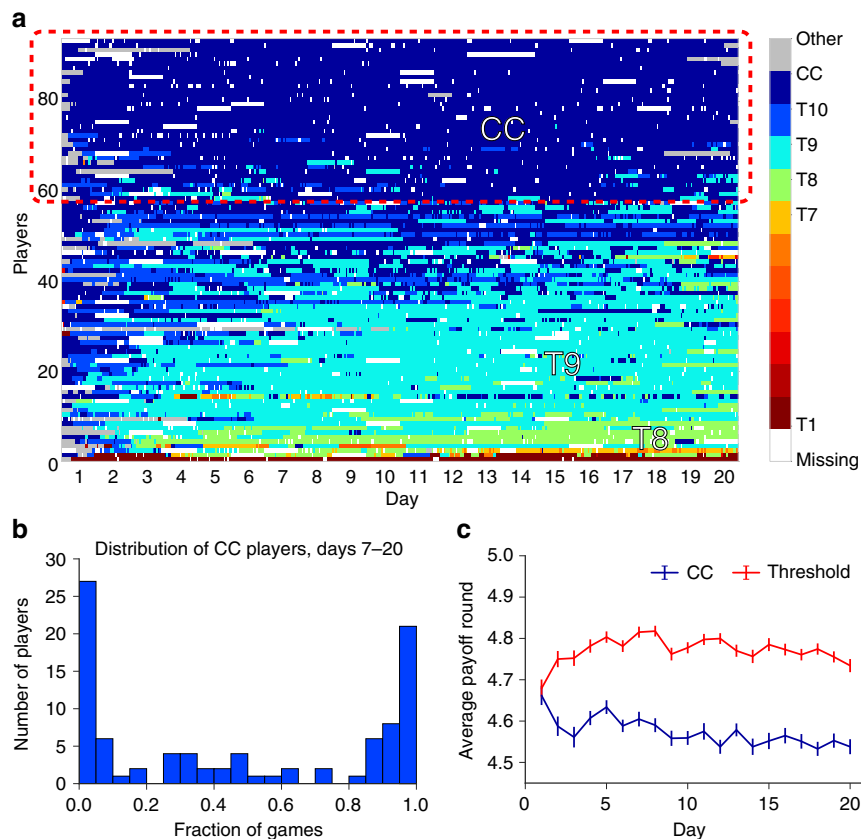 a
Players
80
60
40
20
0
CC
T9
T8
1 2 3 4 5 6 7 8 9 10 11 12 13 14 15 16 17 18 19 20
Day
Other
CC
T10
T9
T8
T7
T1
Missing
b
Distribution of CC players, days 7–20
Number of players
30
25
20
15
10
5
0
0.0 0.2 0.4 0.6 0.8 1.0
Fraction of games
c
CC
Threshold
Average payoff round
5.0
4.9
4.8
4.7
4.6
4.5
0 5 10 15 20
Day